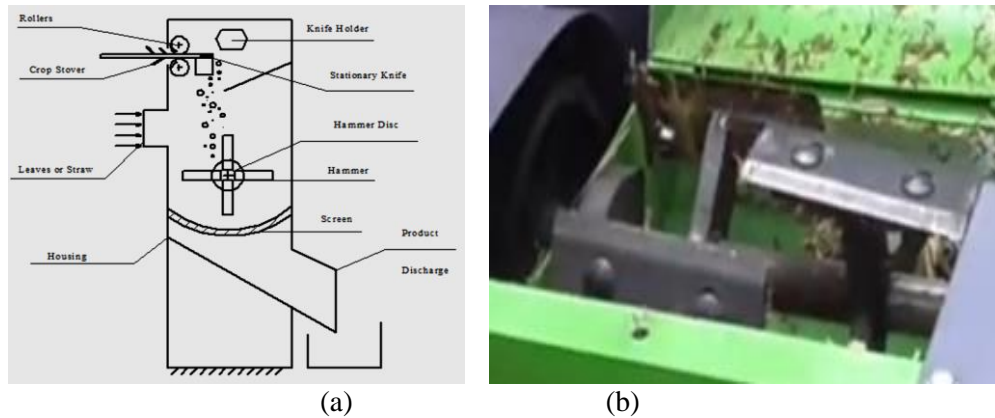 Rollers
Knife Holder
Crop Stover
Stationary Knife
Hammer Disc
Leaves or Straw
Hammer
Screen
Product
Housing
Discharge
(a)
(b)